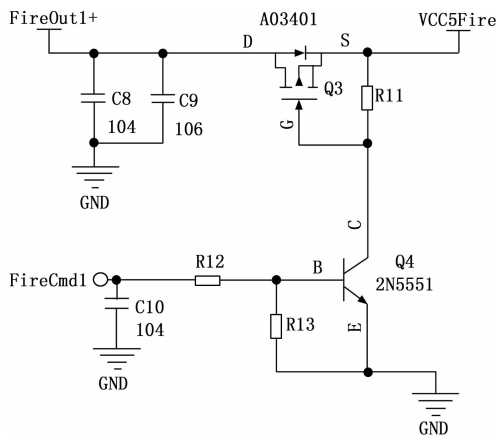 FireOut1+
A03401
VCC5Fire
D
S
C8
104
C9
106
Q3
R11
G
GND
C
FireCmd1
R12
B
Q4
2N5551
C10
104
R13
E
GND
GND